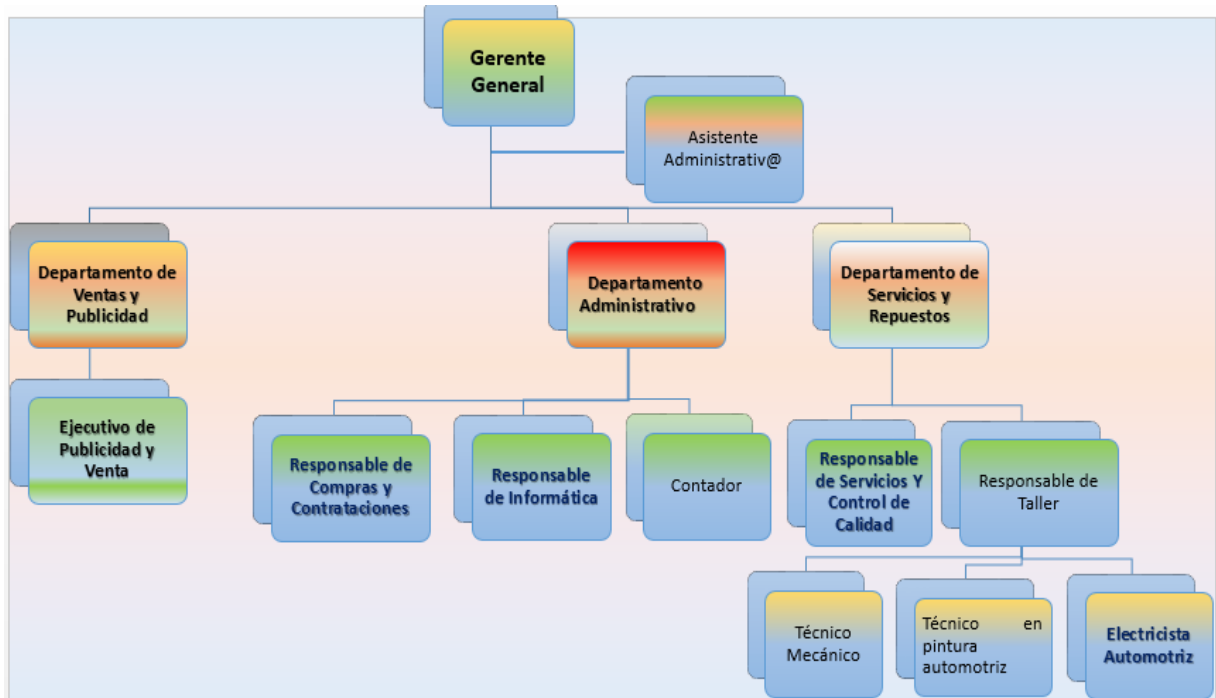 Gerente
General
Asistente
Administrativ@
Departamento de
Ventas y
Publicidad
Departamento
Administrativo
Departamento de
Servicios y
Repuestos
Ejecutivo de
Publicidad y
Venta
Responsable de
Compras y
Contrataciones
Responsable
de Informática
Contador
Responsable
de Servicios Y
Control de
Calidad
Responsable de
Taller
Técnico
Mecánico
Técnico en
pintura
automotriz
Electricista
Automotriz